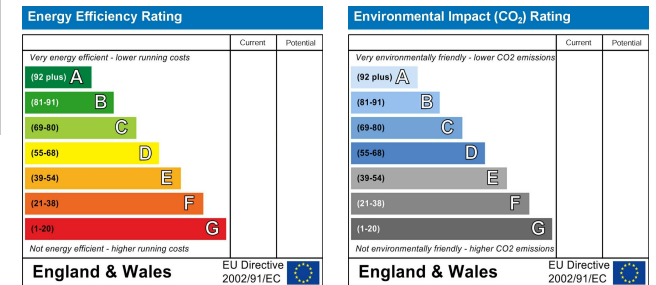 Energy Efficiency Rating
Current Potential
Very energy efficient - lower running costs
(92 plus) A
(81-91) B
(69-80) C
(55-68) D
(39-54) E
(21-38) F
(1-20) G
Not energy efficient - higher running costs
England & Wales
EU Directive
2002/91/EC
Environmental Impact (CO₂) Rating
Current Potential
Very environmentally friendly - lower CO2 emissions
(92 plus) A
(81-91) B
(69-80) C
(55-68) D
(39-54) E
(21-38) F
(1-20) G
Not environmentally friendly - higher CO2 emissions
England & Wales
EU Directive
2002/91/EC